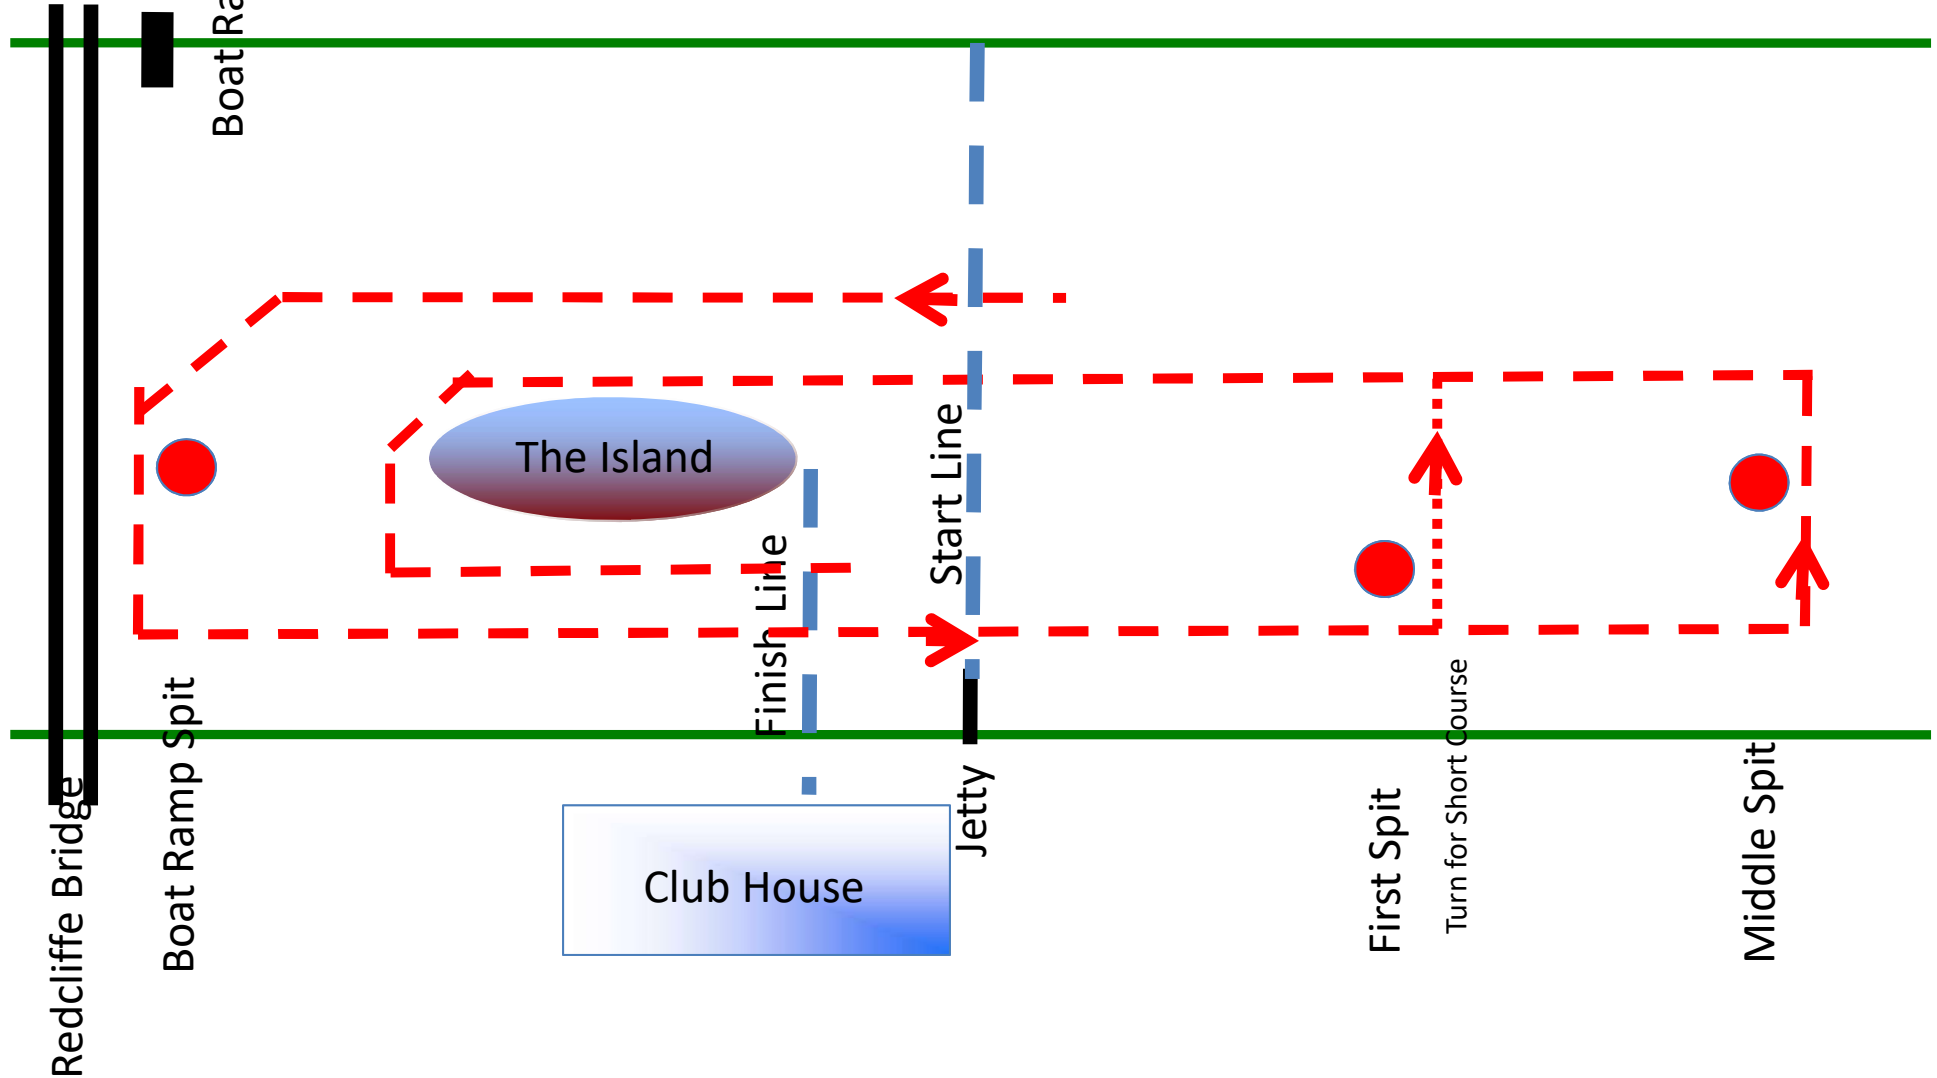 Boat
The Island
Start Line
Finish Line
Redcliffe Bridge
Boat Ramp Spit
Club House
Jetty
First Spit
Turn for Short Course
Middle Spit